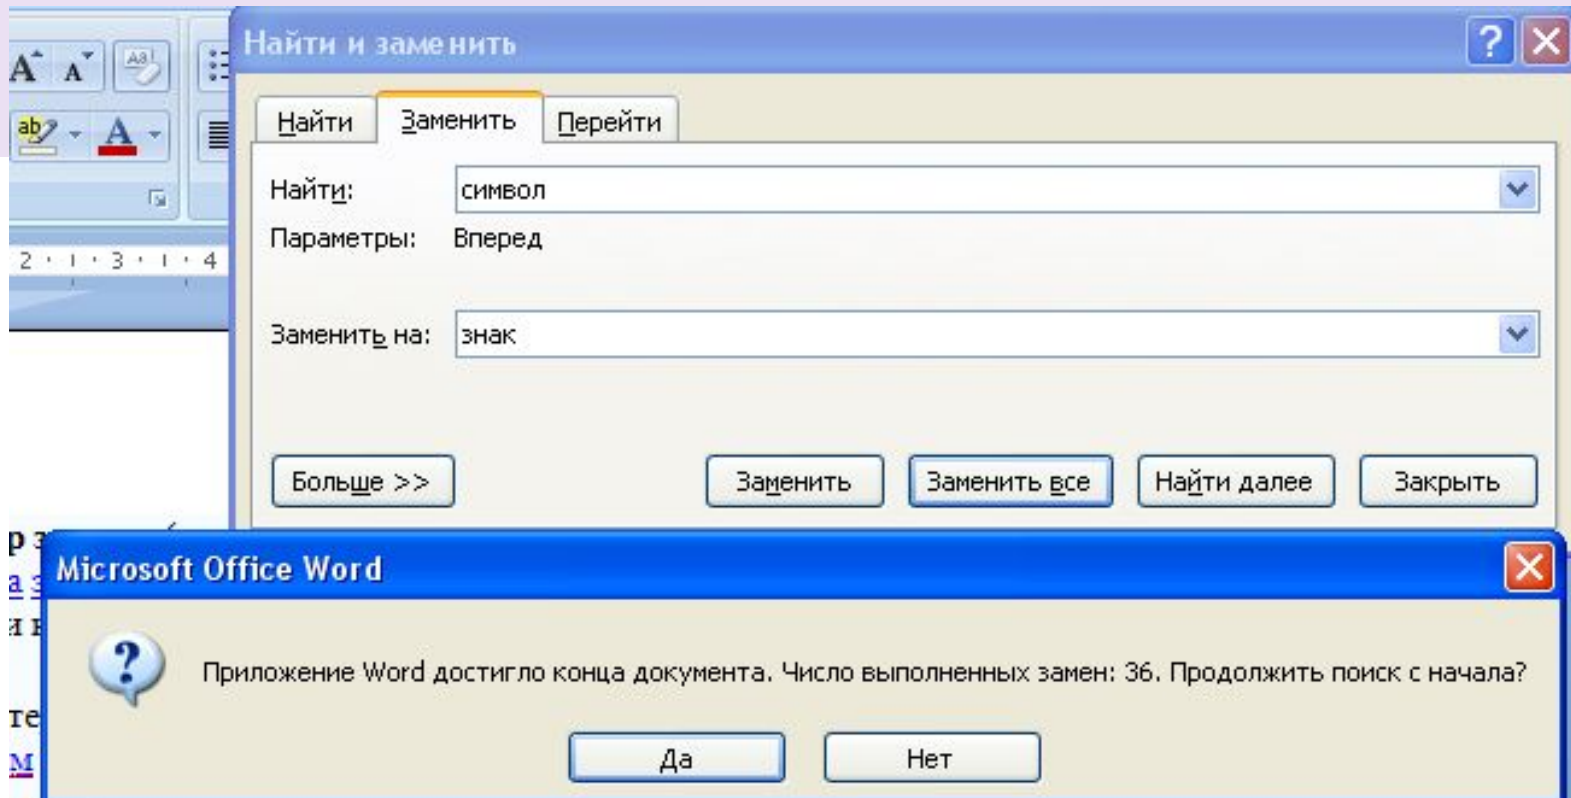 Найти и заменить
Найти Заменить Перейти
Найти: символ
Параметры: Вперед
Заменить на: знак
Больше >> Заменить Заменить все Найти далее Закрыть
2 · 1 · 3 · 1 · 4
Microsoft Office Word
Приложение Word достигло конца документа. Число выполненных замен: 36. Продолжить поиск с начала?
Да Нет